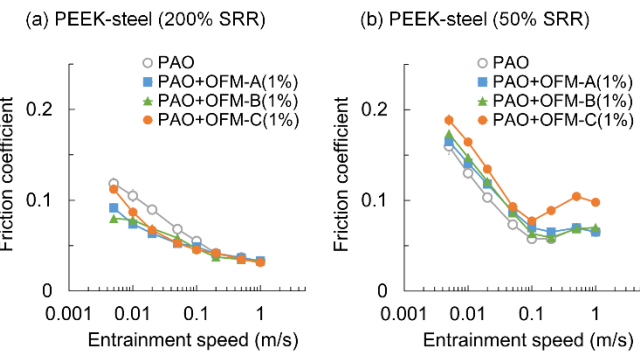 (a) PEEK-steel (200% SRR)
PAO
PAO+OFM-A(1%)
PAO+OFM-B(1%)
PAO+OFM-C(1%)
0.2
0.1
0
0.001 0.01 0.1 1
Friction coefficient
Entrainment speed (m/s)
(b) PEEK-steel (50% SRR)
PAO
PAO+OFM-A(1%)
PAO+OFM-B(1%)
PAO+OFM-C(1%)
0.2
0.1
0
0.001 0.01 0.1 1
Friction coefficient
Entrainment speed (m/s)